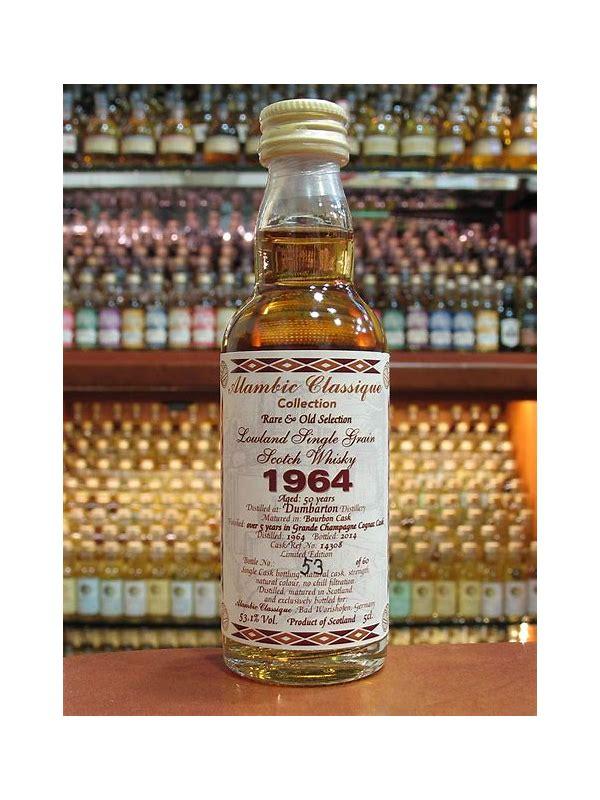 Alambic Classique
Collection
Rare & Old Selection
Lowland Single Grain
Scotch Whisky
1964
Aged: 50 years
Distilled at: Dumbarton Distillery
Matured in: Bourbon Cask
Finished: over 5 years in Grande Champagne Cognac Cask
Distilled: 1964 Bottled: 2014
Cask/Ref No: 14308
Limited Edition
Bottle No.: 53 of 60
Single Cask bottling, natural cask, strength
natural colour, no chill filtration
Distilled, matured in Scotland
and exclusively bottled for:
Alambic Classique /Bad Worishofen, Germany
53.1% Vol. Product of Scotland 5cl.